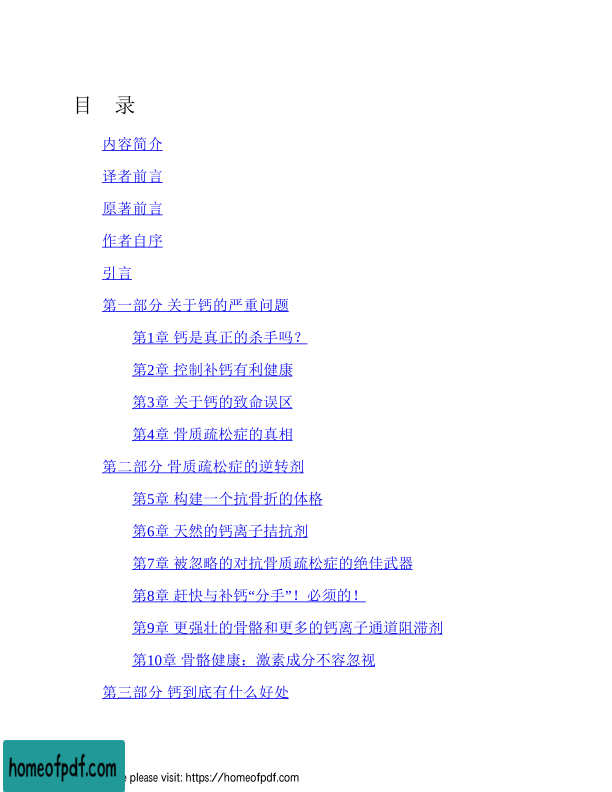 目 录
内容简介
译者前言
原著前言
作者自序
引言
第一部分 关于钙的严重问题
第1章 钙是真正的杀手吗？
第2章 控制补钙有利健康
第3章 关于钙的致命误区
第4章 骨质疏松症的真相
第二部分 骨质疏松症的逆转剂
第5章 构建一个抗骨折的体格
第6章 天然的钙离子拮抗剂
第7章 被忽略的对抗骨质疏松症的绝佳武器
第8章 赶快与补钙“分手”！必须的！
第9章 更强壮的骨骼和更多的钙离子通道阻滞剂
第10章 骨骼健康：激素成分不容忽视
第三部分 钙到底有什么好处
homeofpdf.com
please visit: https://homeofpdf.com